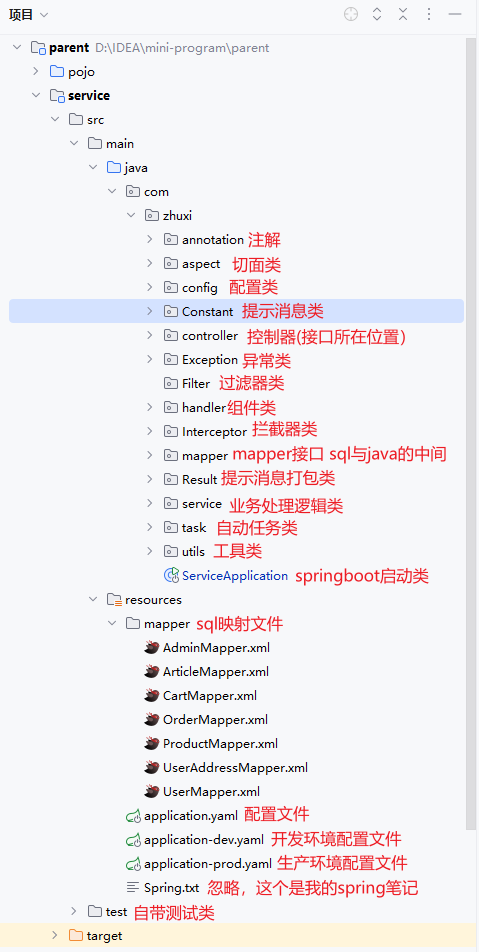 项目
parent D:\IDEA\mini-program\parent
pojo
service
src
main
java
com
zhuxi
annotation 注解
aspect 切面类
config 配置类
Constant 提示消息类
controller 控制器(接口所在位置）
Exception 异常类
Filter 过滤器类
handler组件类
Interceptor 拦截器类
mapper mapper接口 sql与java的中间
Result 提示消息打包类
service 业务处理逻辑类
task 自动任务类
utils 工具类
ServiceApplication springboot启动类
resources
mapper sql映射文件
AdminMapper.xml
ArticleMapper.xml
CartMapper.xml
OrderMapper.xml
ProductMapper.xml
UserAddressMapper.xml
UserMapper.xml
application.yaml 配置文件
application-dev.yaml 开发环境配置文件
application-prod.yaml 生产环境配置文件
Spring.txt 忽略，这个是我的spring笔记
test 自带测试类
target